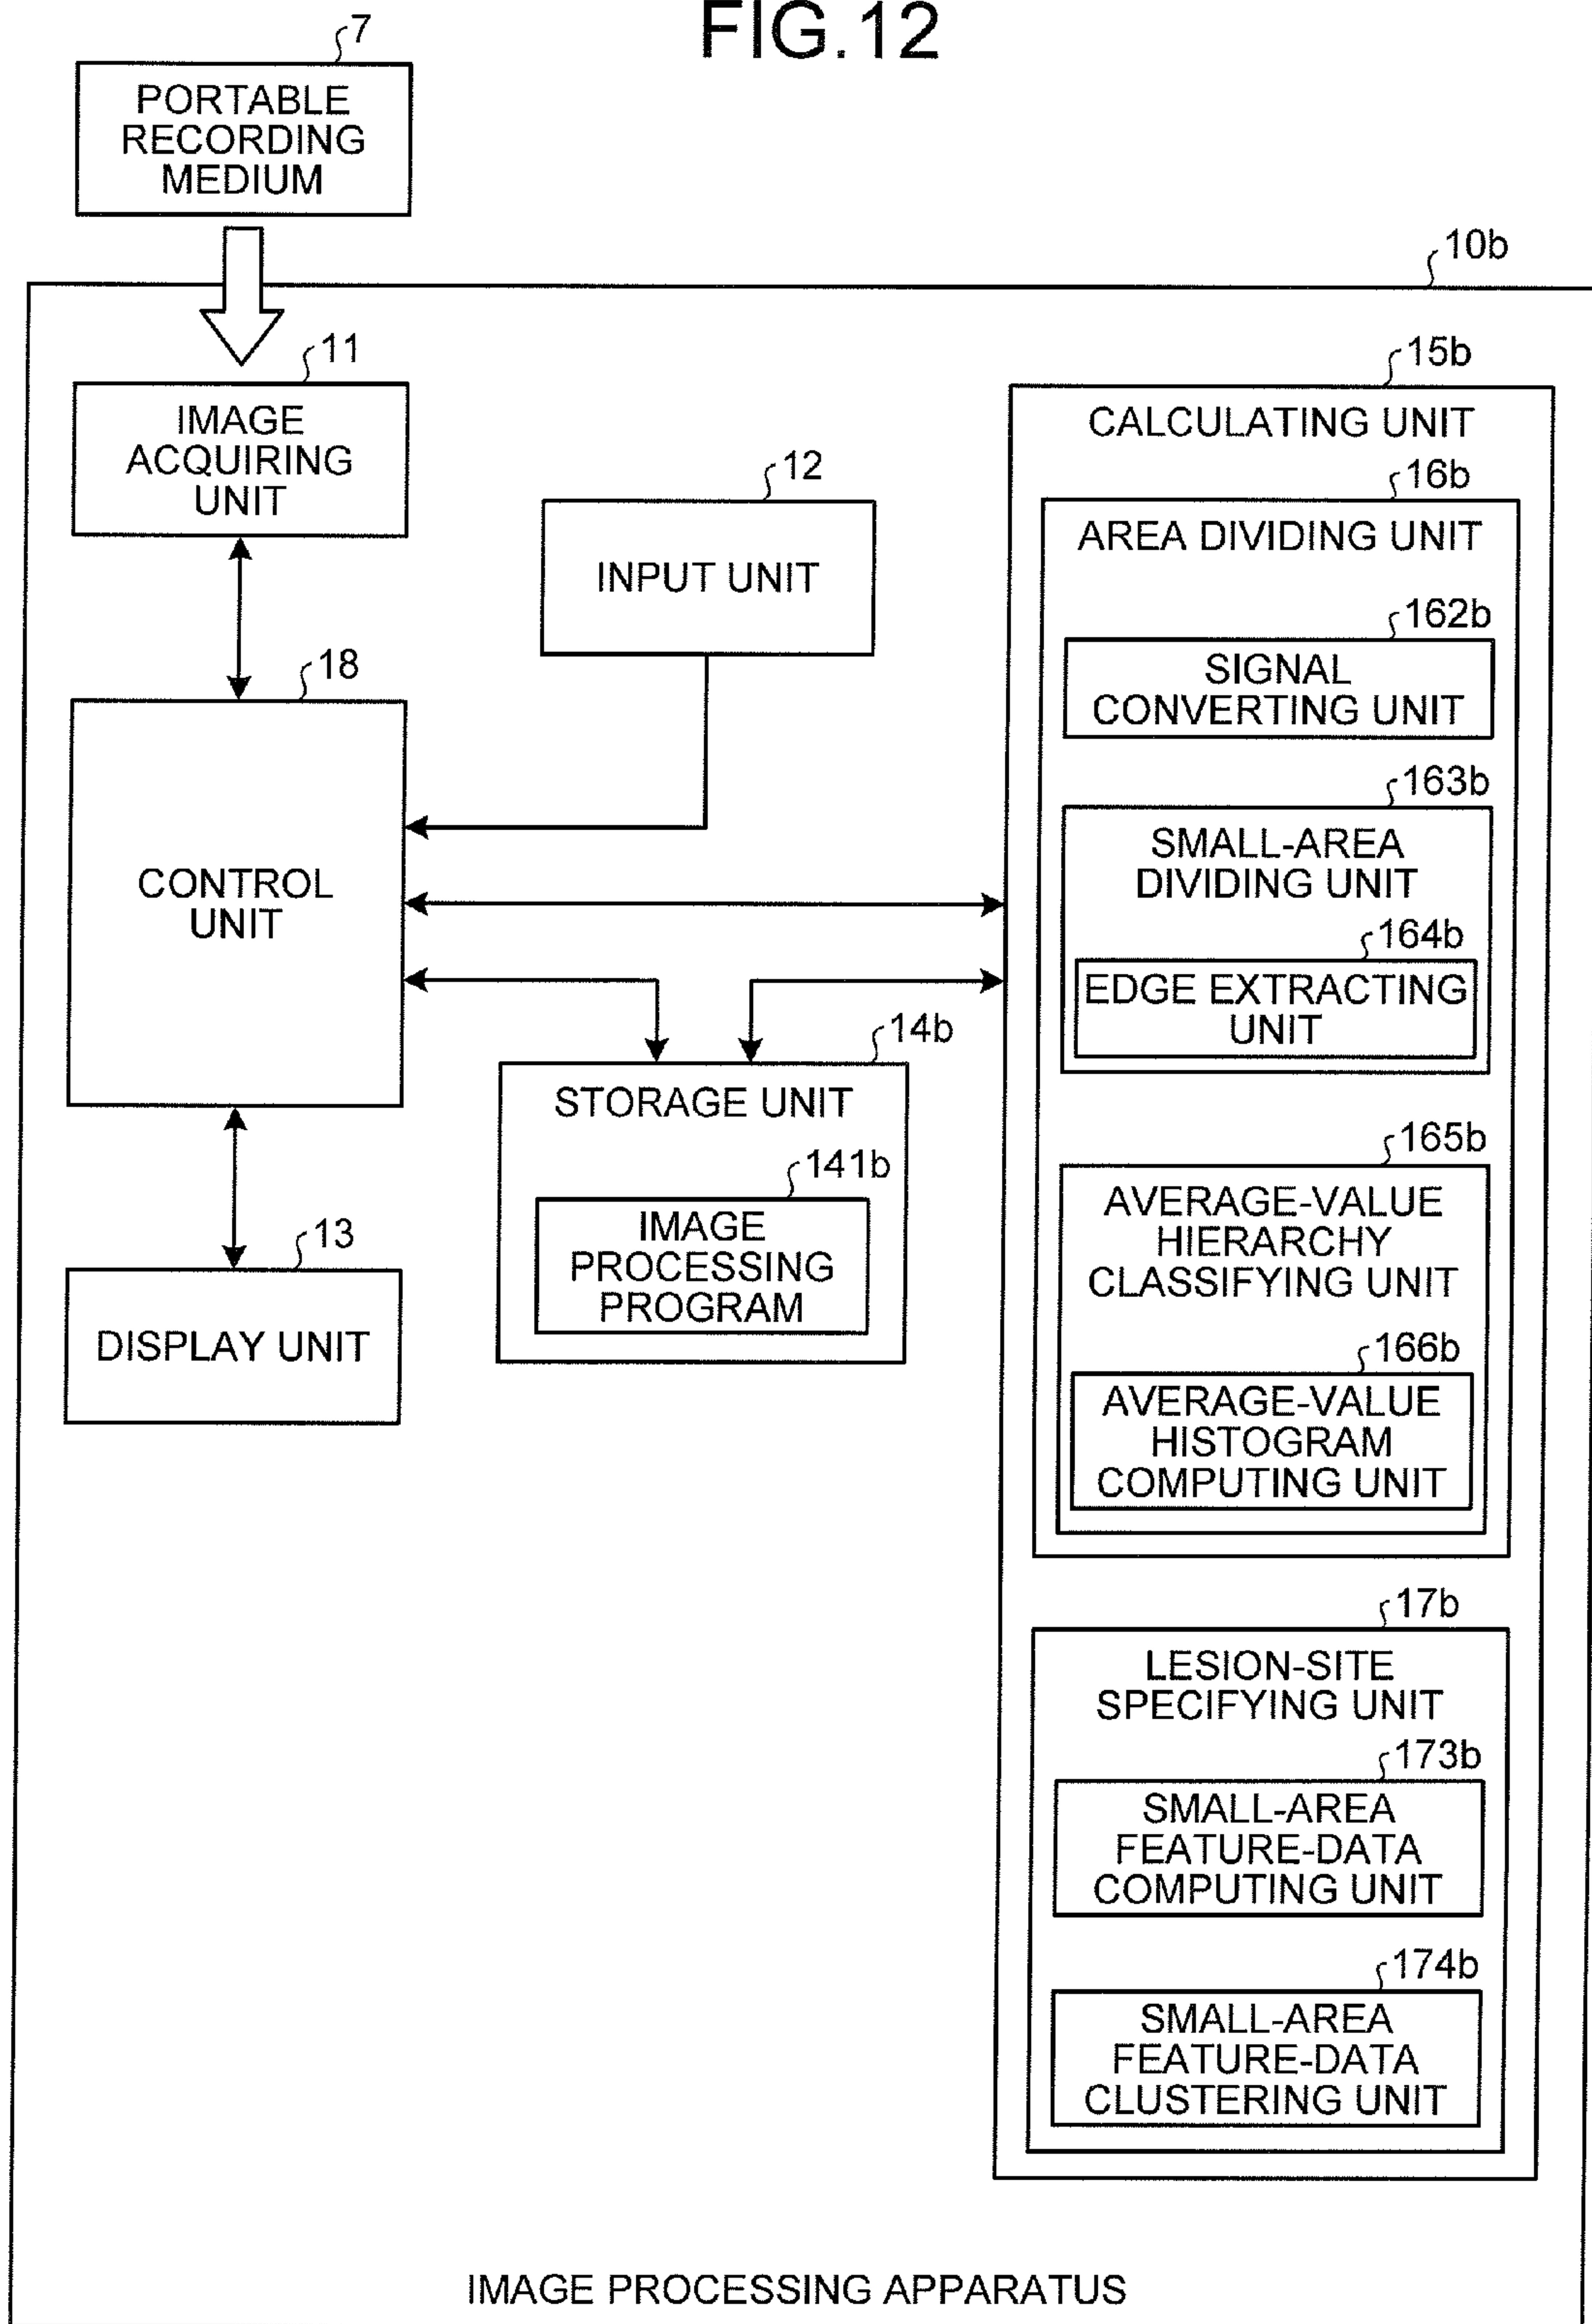 FIG.12
7
PORTABLE
RECORDING
MEDIUM
10b
11
IMAGE
ACQUIRING
UNIT
12
INPUT UNIT
18
CONTROL
UNIT
13
DISPLAY UNIT
14b
STORAGE UNIT
141b
IMAGE
PROCESSING
PROGRAM
15b
CALCULATING UNIT
16b
AREA DIVIDING UNIT
162b
SIGNAL
CONVERTING UNIT
163b
SMALL-AREA
DIVIDING UNIT
164b
EDGE EXTRACTING
UNIT
165b
AVERAGE-VALUE
HIERARCHY
CLASSIFYING UNIT
166b
AVERAGE-VALUE
HISTOGRAM
COMPUTING UNIT
17b
LESION-SITE
SPECIFYING UNIT
173b
SMALL-AREA
FEATURE-DATA
COMPUTING UNIT
174b
SMALL-AREA
FEATURE-DATA
CLUSTERING UNIT
IMAGE PROCESSING APPARATUS